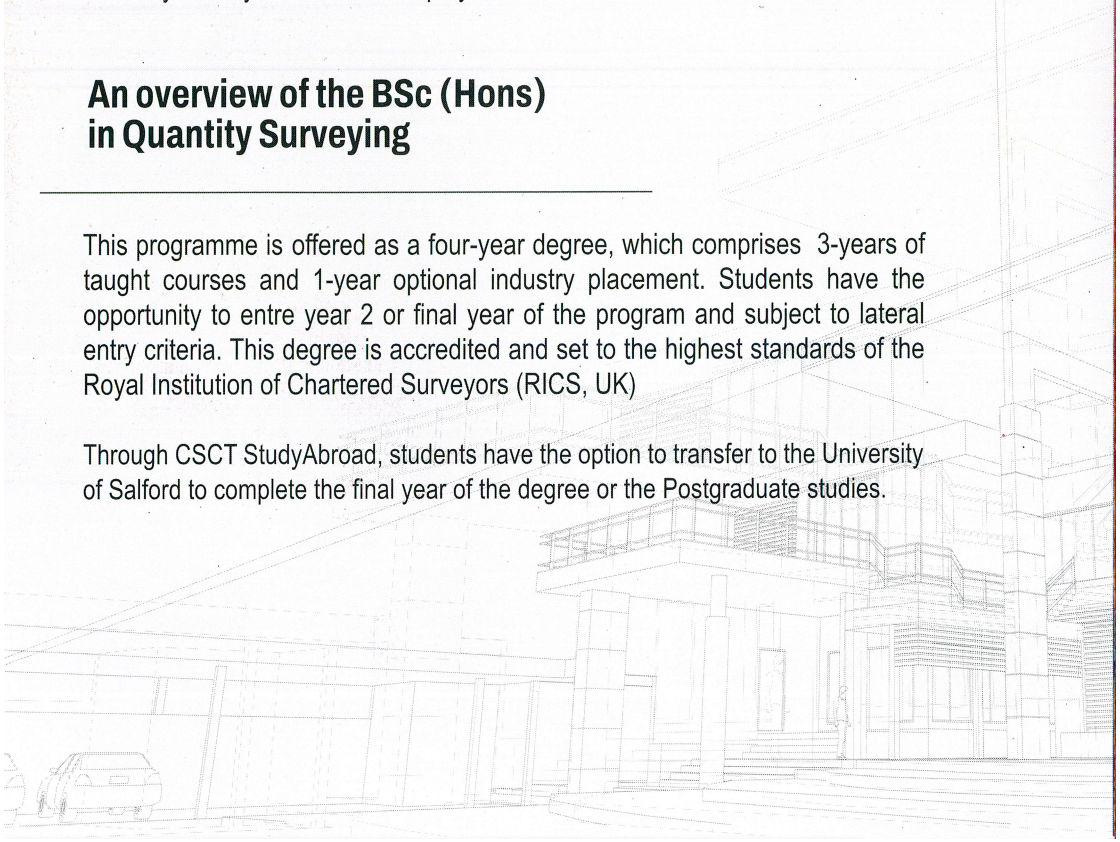 An overview of the BSc (Hons)
in Quantity Surveying
This programme is offered as a four-year degree, which comprises 3-years of
taught courses and 1-year optional industry placement. Students have the
opportunity to entre year 2 or final year of the program and subject to lateral
entry criteria. This degree is accredited and set to the highest standards of the
Royal Institution of Chartered Surveyors (RICS, UK)
Through CSCT StudyAbroad, students have the option to transfer to the University
of Salford to complete the final year of the degree or the Postgraduate studies.